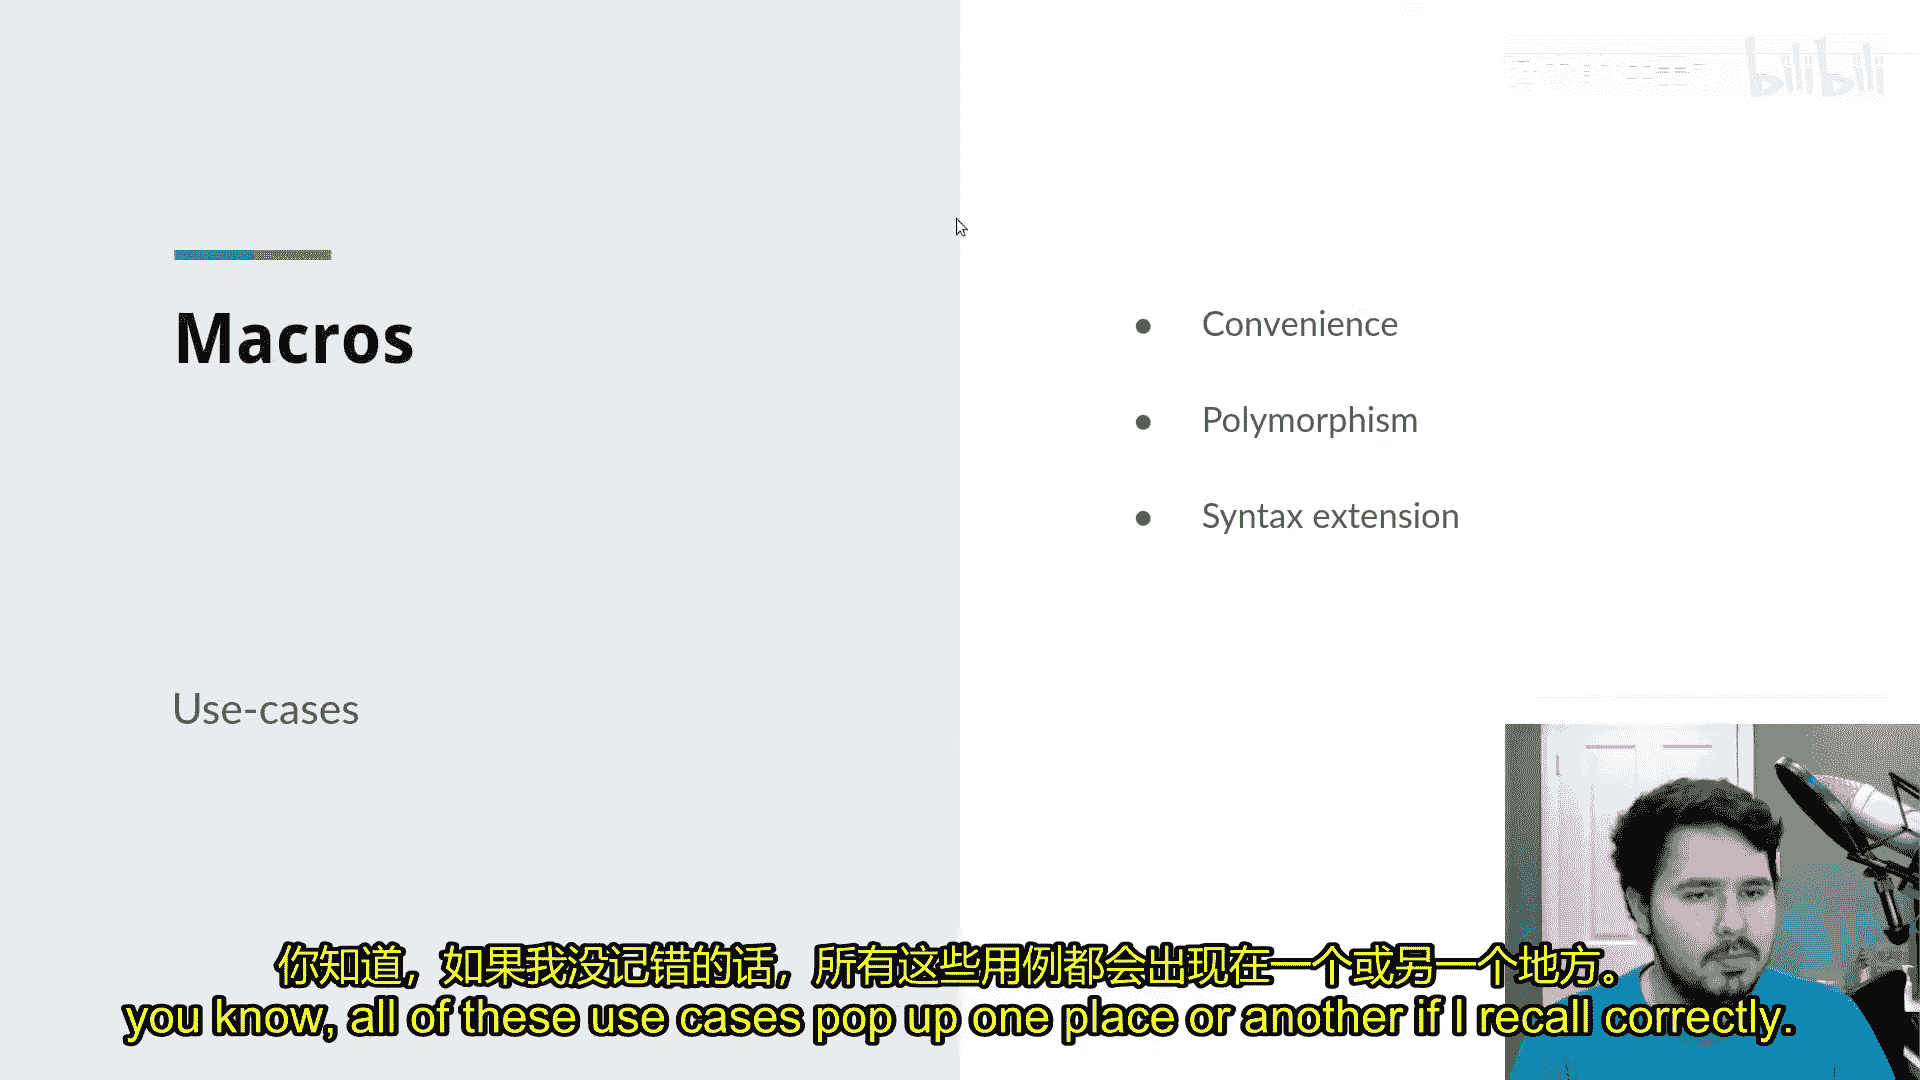 bilibili
Macros
Use-cases
● Convenience
● Polymorphism
● Syntax extension
你知道，如果我没记错的话，所有这些用例都会出现在一个或另一个地方。
you know, all of these use cases pop up one place or another if I recall correctly.